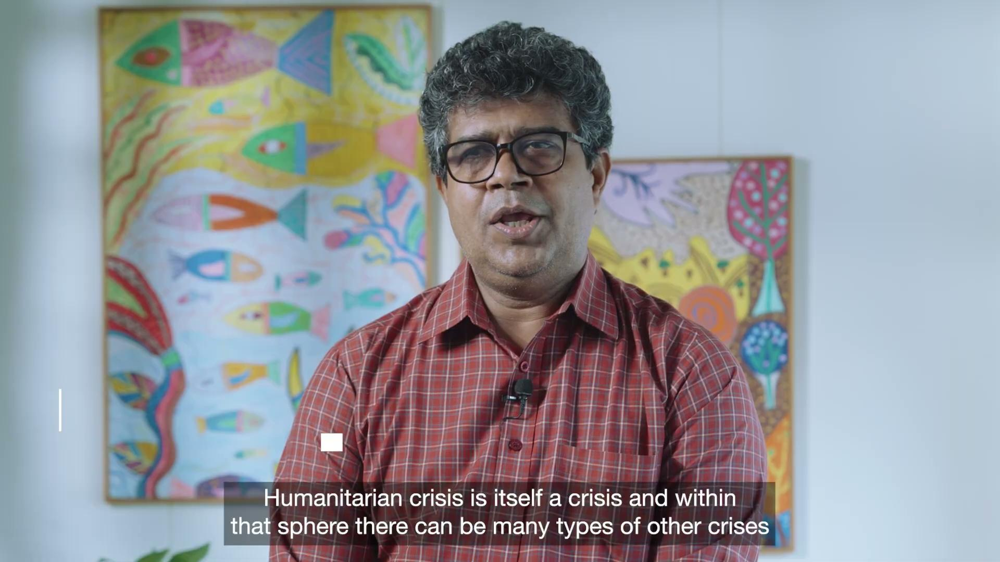 Humanitarian crisis is itself a crisis and within
that sphere there can be many types of other crises